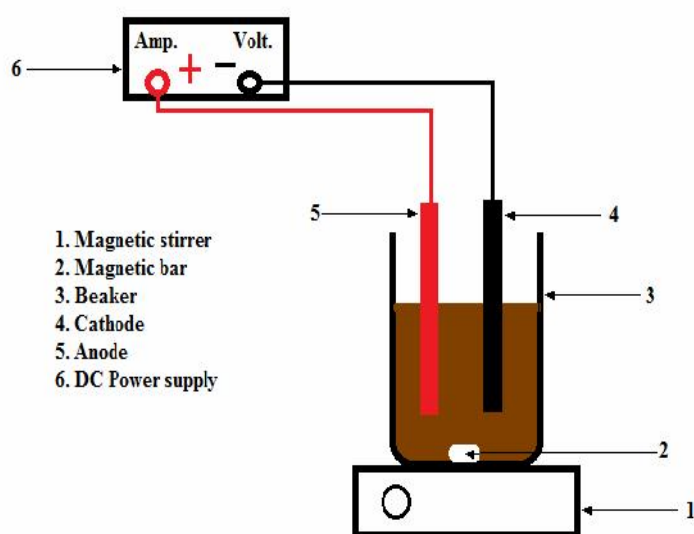 Amp. Volt.
+ −
6
5
4
1. Magnetic stirrer
2. Magnetic bar
3. Beaker
4. Cathode
5. Anode
6. DC Power supply
3
2
1